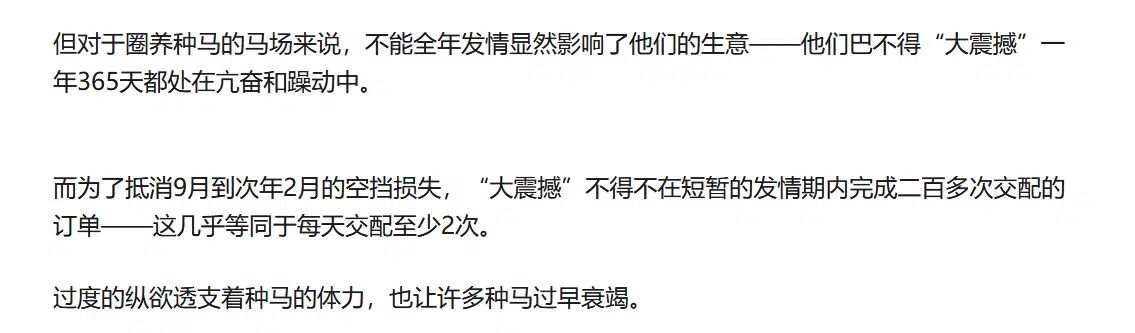 但对于圈养种马的马场来说，不能全年发情显然影响了他们的生意——他们巴不得“大震撼”一
年365天都处在亢奋和躁动中。
而为了抵消9月到次年2月的空挡损失，“大震撼”不得不在短暂的发情期内完成二百多次交配的
订单——这几乎等同于每天交配至少2次。
过度的纵欲透支着种马的体力，也让许多种马过早衰竭。